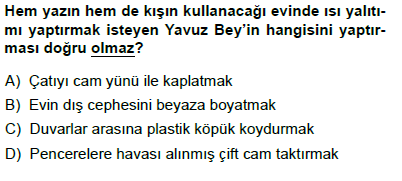 Hem yazın hem de kışın kullanacağı evinde ısı yalıtı-
mı yaptırmak isteyen Yavuz Bey'in hangisini yaptır-
ması doğru olmaz?
A) Çatıyı cam yünü ile kaplatmak
B) Evin dış cephesini beyaza boyatmak
C) Duvarlar arasına plastik köpük koydurmak
D) Pencerelere havası alınmış çift cam taktırmak